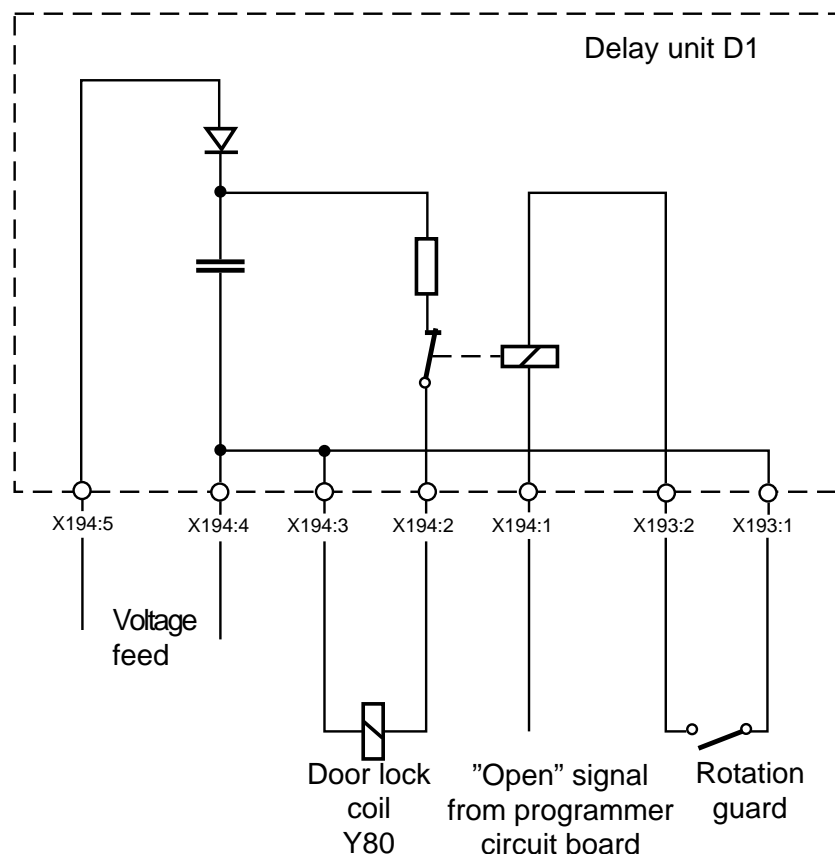 Delay unit D1
X194:5
X194:4
X194:3
X194:2
X194:1
X193:2
X193:1
Voltage
feed
Door lock
coil
Y80
”Open” signal
from programmer
circuit board
Rotation
guard